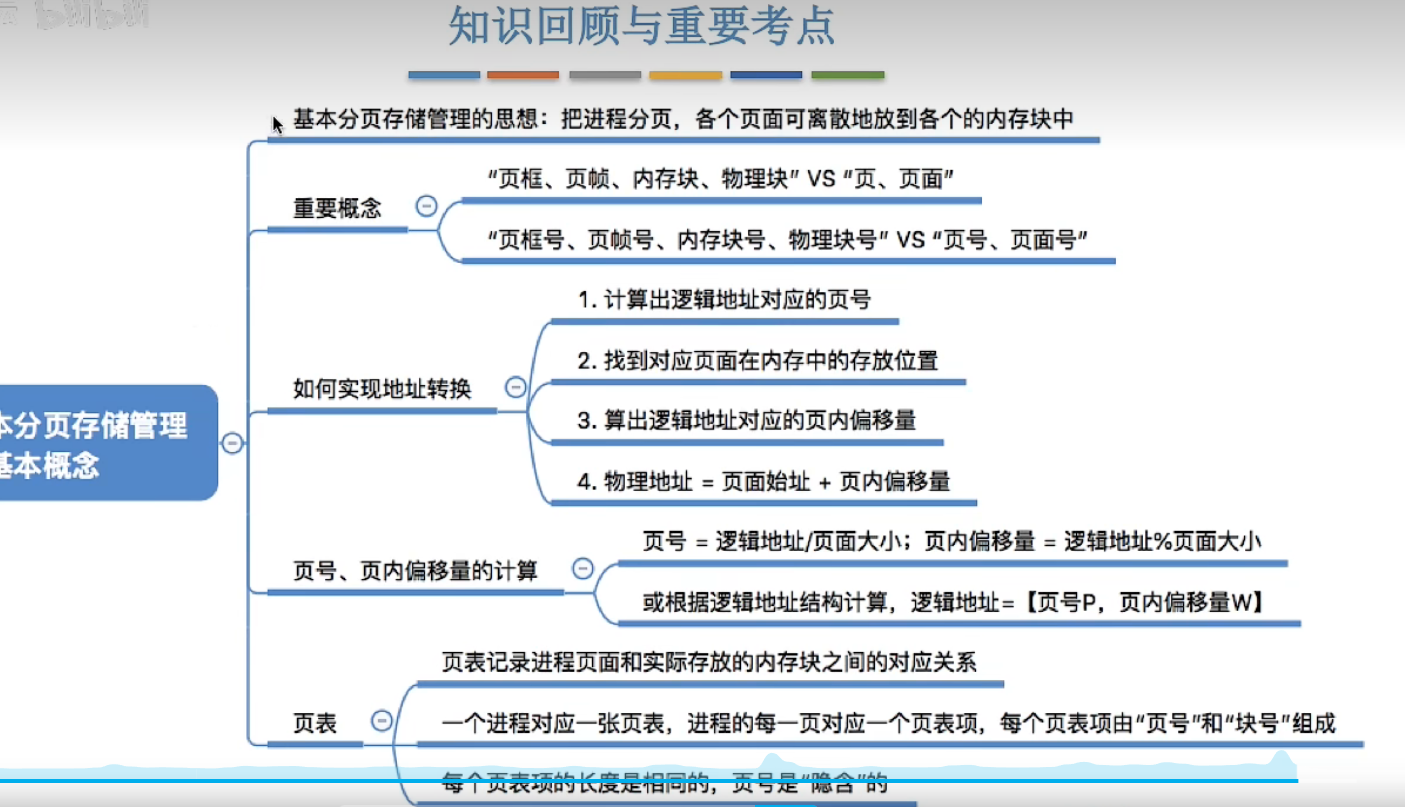 知识回顾与重要考点
基本分页存储管理的思想：把进程分页，各个页面可离散地放到各个的内存块中
重要概念
“页框、页帧、内存块、物理块” VS “页、页面”
“页框号、页帧号、内存块号、物理块号” VS “页号、页面号”
如何实现地址转换
1. 计算出逻辑地址对应的页号
2. 找到对应页面在内存中的存放位置
3. 算出逻辑地址对应的页内偏移量
4. 物理地址 = 页面始址 + 页内偏移量
本分页存储管理
基本概念
页号、页内偏移量的计算
页号 = 逻辑地址/页面大小；页内偏移量 = 逻辑地址%页面大小
或根据逻辑地址结构计算，逻辑地址=【页号P，页内偏移量W】
页表
页表记录进程页面和实际存放的内存块之间的对应关系
一个进程对应一张页表，进程的每一页对应一个页表项，每个页表项由“页号”和“块号”组成
每个页表项的长度是相同的，页号是“隐含”的